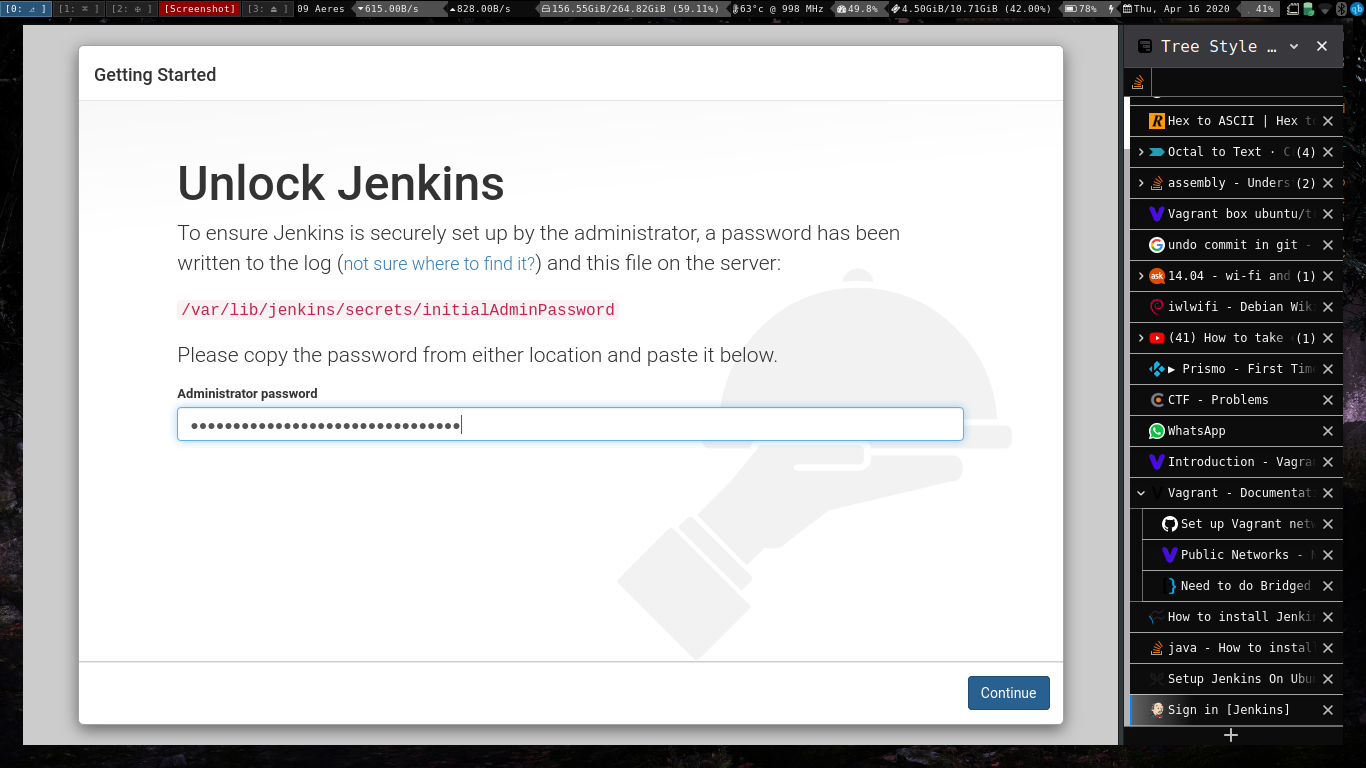 [0: ] [1: ⌘ ] [2: ✠ ] [Screenshot] [3: ⏏ ] 09 Aeres 615.00B/s 828.00B/s 156.55GiB/264.82GiB (59.11%) 63°c @ 998 MHz 49.8% 4.50GiB/10.71GiB (42.00%) 78% Thu, Apr 16 2020 41% qb
Getting Started
Unlock Jenkins
To ensure Jenkins is securely set up by the administrator, a password has been
written to the log (not sure where to find it?) and this file on the server:
/var/lib/jenkins/secrets/initialAdminPassword
Please copy the password from either location and paste it below.
Administrator password
Continue
Tree Style …
Hex to ASCII | Hex to
Octal to Text · C (4)
assembly - Unders (2)
Vagrant box ubuntu/t
undo commit in git -
14.04 - wi-fi and (1)
iwlwifi - Debian Wik
(41) How to take (1)
▶ Prismo - First Tim
CTF - Problems
WhatsApp
Introduction - Vagra
Vagrant - Documentat
Set up Vagrant net
Public Networks -
Need to do Bridged
How to install Jenki
java - How to instal
Setup Jenkins On Ubu
Sign in [Jenkins]